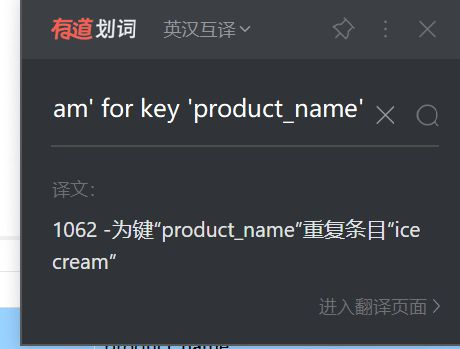 有道划词 英汉互译
am' for key 'product_name'
译文:
1062 -为键“product_name”重复条目“ice
cream”
进入翻译页面
product_name